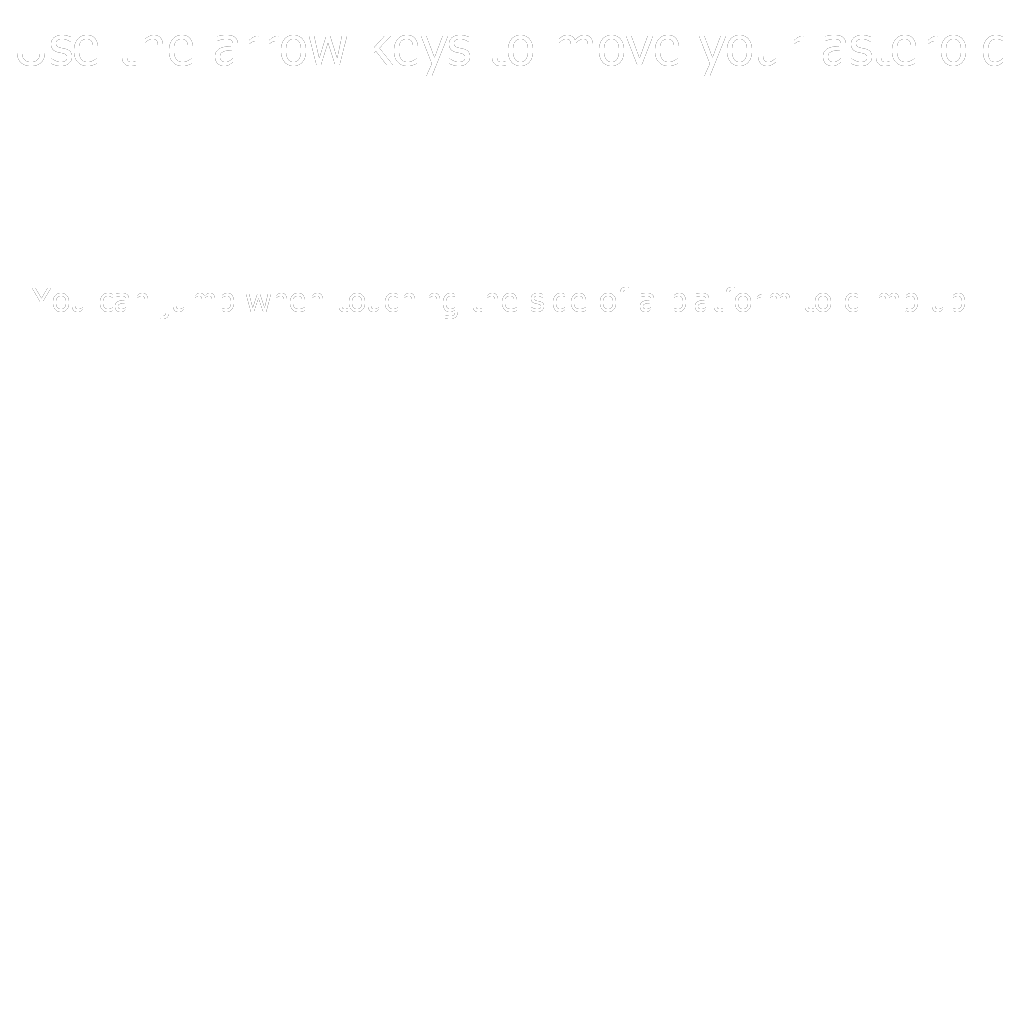 Use the arrow keys to move your asteroid
You can jump when touching the side of a platform to climb up